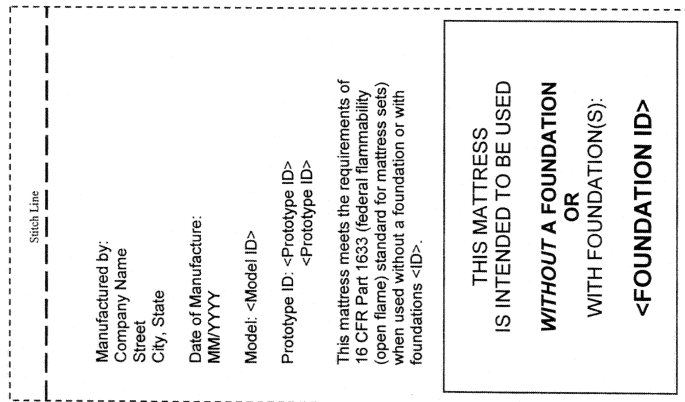 Stitch Line
Manufactured by:
Company Name
Street
City, State
Date of Manufacture:
MM/YYYY
Model: <Model ID>
Prototype ID: <Prototype ID>
<Prototype ID>
This mattress meets the requirements of
16 CFR Part 1633 (federal flammability
(open flame) standard for mattress sets)
when used without a foundation or with
foundations <ID>.
THIS MATTRESS
IS INTENDED TO BE USED
WITHOUT A FOUNDATION
OR
WITH FOUNDATION(S):
<FOUNDATION ID>